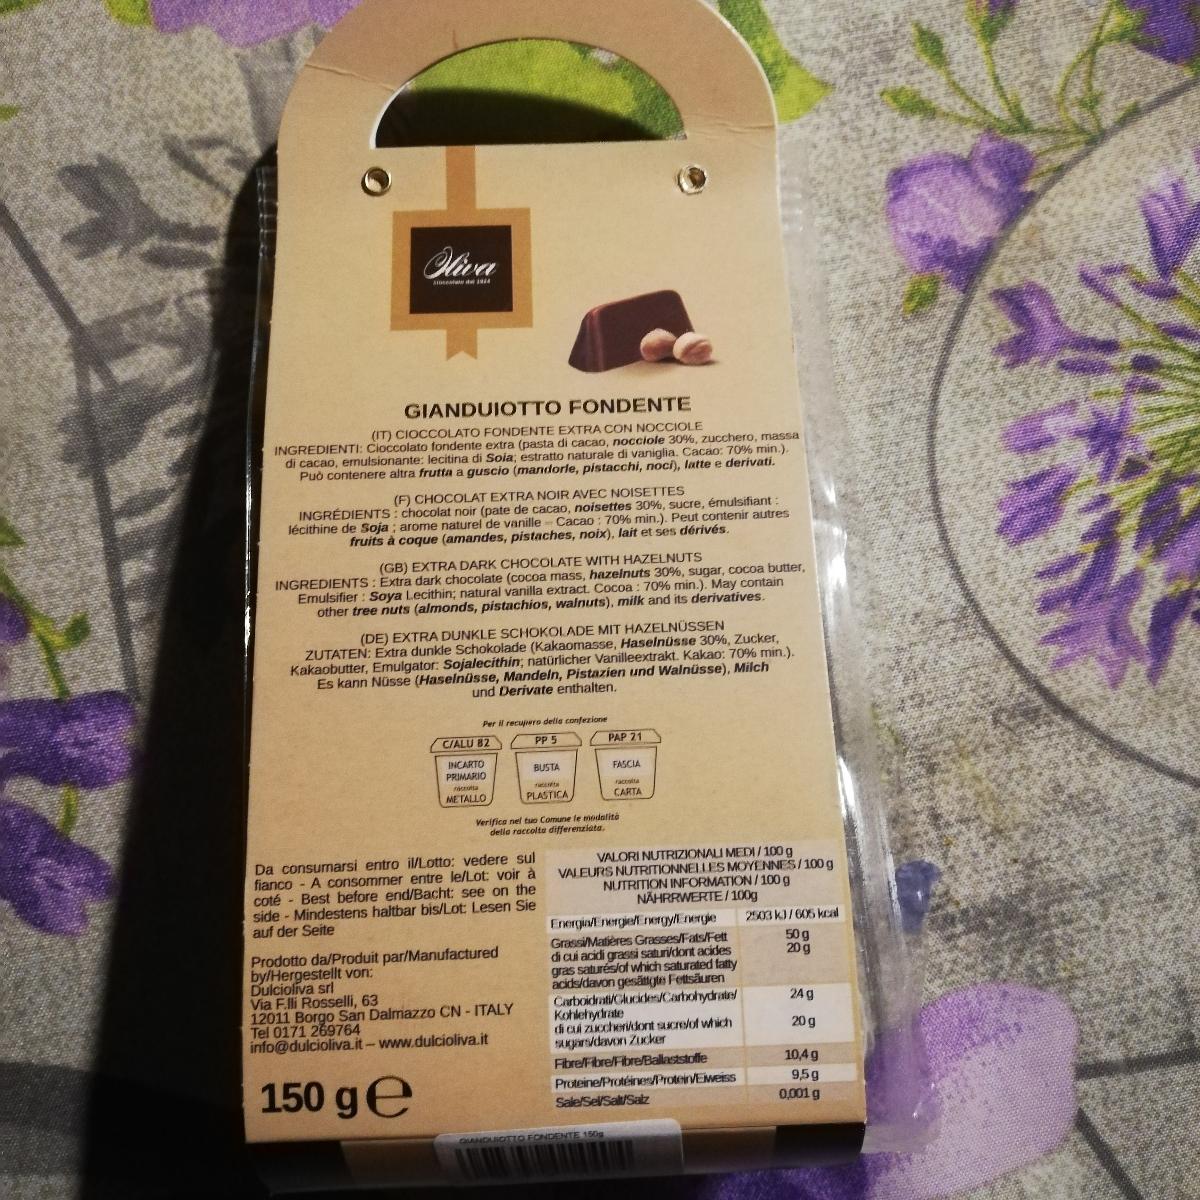 Oliva
cioccolato dal 1924
GIANDUIOTTO FONDENTE
(IT) CIOCCOLATO FONDENTE EXTRA CON NOCCIOLE
INGREDIENTI: Cioccolato fondente extra (pasta di cacao, nocciole 30%, zucchero, massa
di cacao, emulsionante: lecitina di Soia; estratto naturale di vaniglia. Cacao: 70% min.).
Può contenere altra frutta a guscio (mandorle, pistacchi, noci), latte e derivati.
(F) CHOCOLAT EXTRA NOIR AVEC NOISETTES
INGRÉDIENTS : chocolat noir (pate de cacao, noisettes 30%, sucre, émulsifiant :
lécithine de Soja ; arome naturel de vanille – Cacao : 70% min.). Peut contenir autres
fruits à coque (amandes, pistaches, noix), lait et ses dérivés.
(GB) EXTRA DARK CHOCOLATE WITH HAZELNUTS
INGREDIENTS : Extra dark chocolate (cocoa mass, hazelnuts 30%, sugar, cocoa butter,
Emulsifier : Soya Lecithin; natural vanilla extract. Cocoa : 70% min.). May contain
other tree nuts (almonds, pistachios, walnuts), milk and its derivatives.
(DE) EXTRA DUNKLE SCHOKOLADE MIT HAZELNÜSSEN
ZUTATEN: Extra dunkle Schokolade (Kakaomasse, Haselnüsse 30%, Zucker,
Kakaobutter, Emulgator: Sojalecithin; natürlicher Vanilleextrakt. Kakao: 70% min.).
Es kann Nüsse (Haselnüsse, Mandeln, Pistazien und Walnüsse), Milch
und Derivate enthalten.
Per il recupero della confezione
C/ALU 82
PP 5
PAP 21
INCARTO
PRIMARIO
raccolta
METALLO
BUSTA
raccolta
PLASTICA
FASCIA
raccolta
CARTA
Verifica nel tuo Comune le modalità
della raccolta differenziata.
Da consumarsi entro il/Lotto: vedere sul
fianco - A consommer entre le/Lot: voir à
coté - Best before end/Bacht: see on the
side - Mindestens haltbar bis/Lot: Lesen Sie
auf der Seite
Prodotto da/Produit par/Manufactured
by/Hergestellt von:
Dulcioliva srl
Via F.lli Rosselli, 63
12011 Borgo San Dalmazzo CN - ITALY
Tel 0171 269764
info@dulcioliva.it – www.dulcioliva.it
150 g e
VALORI NUTRIZIONALI MEDI / 100 g
VALEURS NUTRITIONNELLES MOYENNES / 100 g
NUTRITION INFORMATION / 100 g
NÄHRRWERTE / 100g
Energia/Energie/Energy/Energie 2503 kJ / 605 kcal
Grassi/Matières Grasses/Fats/Fett 50 g
di cui acidi grassi saturi/dont acides 20 g
gras saturés/of which saturated fatty
acids/davon gesättigte Fettsäuren
Carboidrati/Glucides/Carbohydrate/ 24 g
Kohlehydrate
di cui zuccheri/dont sucre/of which 20 g
sugars/davon Zucker
Fibre/Fibre/Fibre/Ballaststoffe 10,4 g
Proteine/Protéines/Protein/Eiweiss 9,5 g
Sale/Sel/Salt/Salz 0,001 g
GIANDUIOTTO FONDENTE 150g